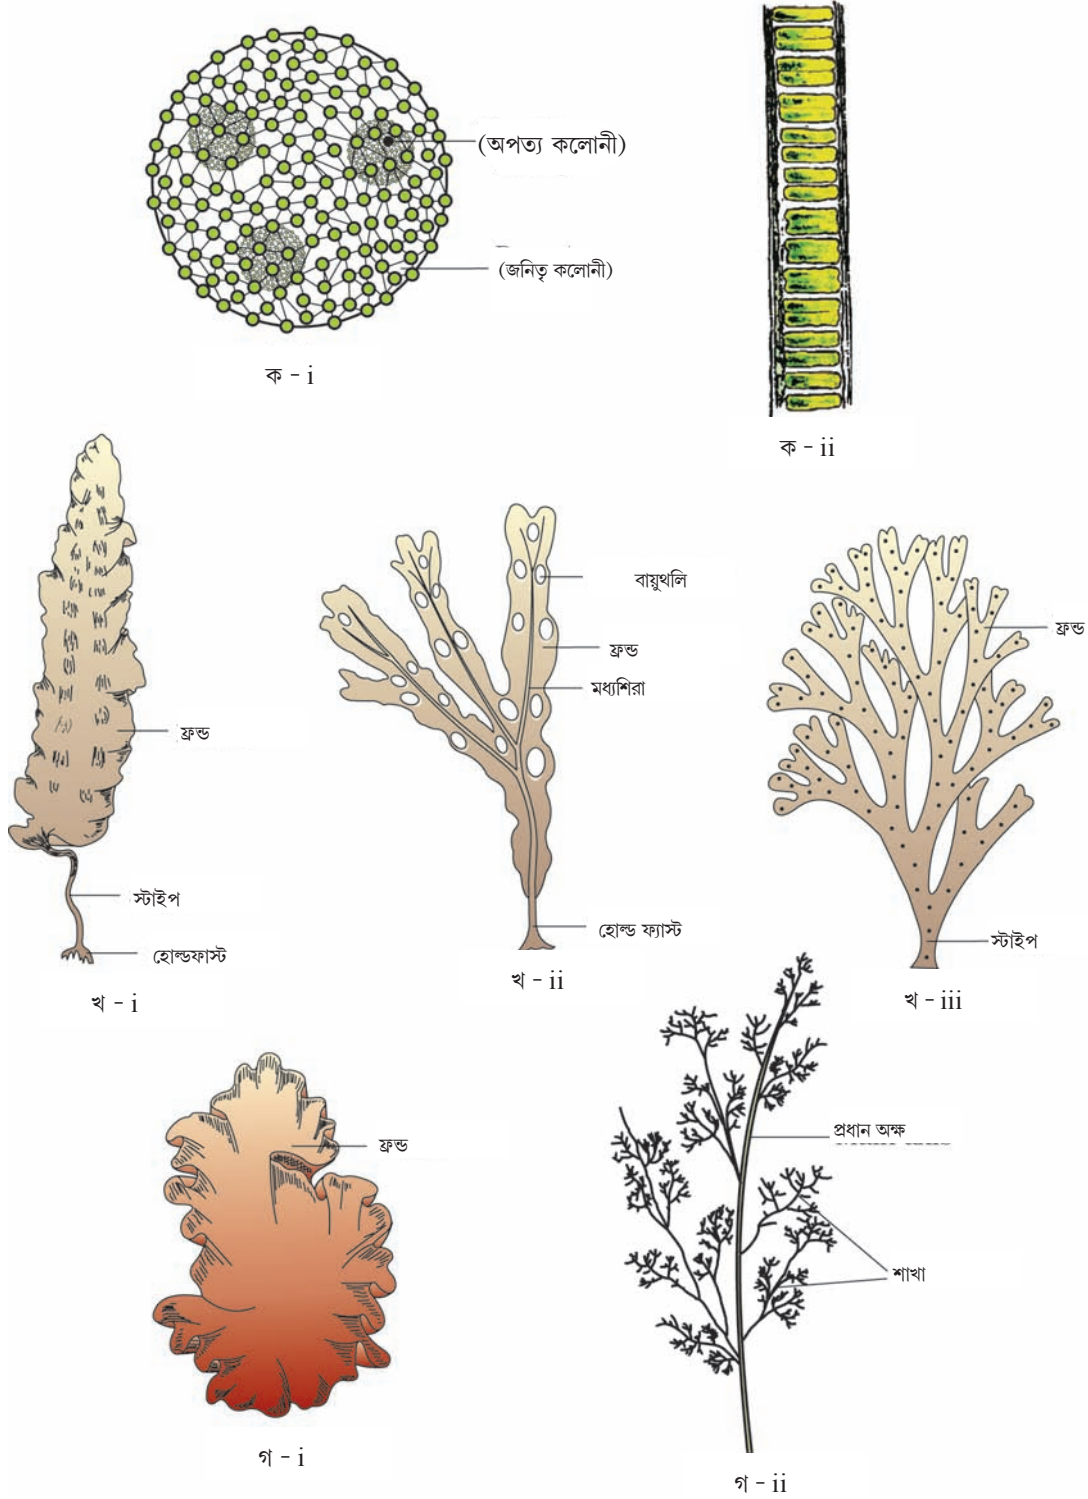 (অপত্য কলোনী)
(জনিতৃ কলোনী)
ক - i
ক - ii
বায়ুথলি
ফ্রন্ড
মধ্যশিরা
ফ্রন্ড
ফ্রন্ড
স্টাইপ
হোল্ডফাস্ট
হোল্ড ফ্যাস্ট
স্টাইপ
খ - i
খ - ii
খ - iii
ফ্রন্ড
প্রধান অক্ষ
শাখা
গ - i
গ - ii